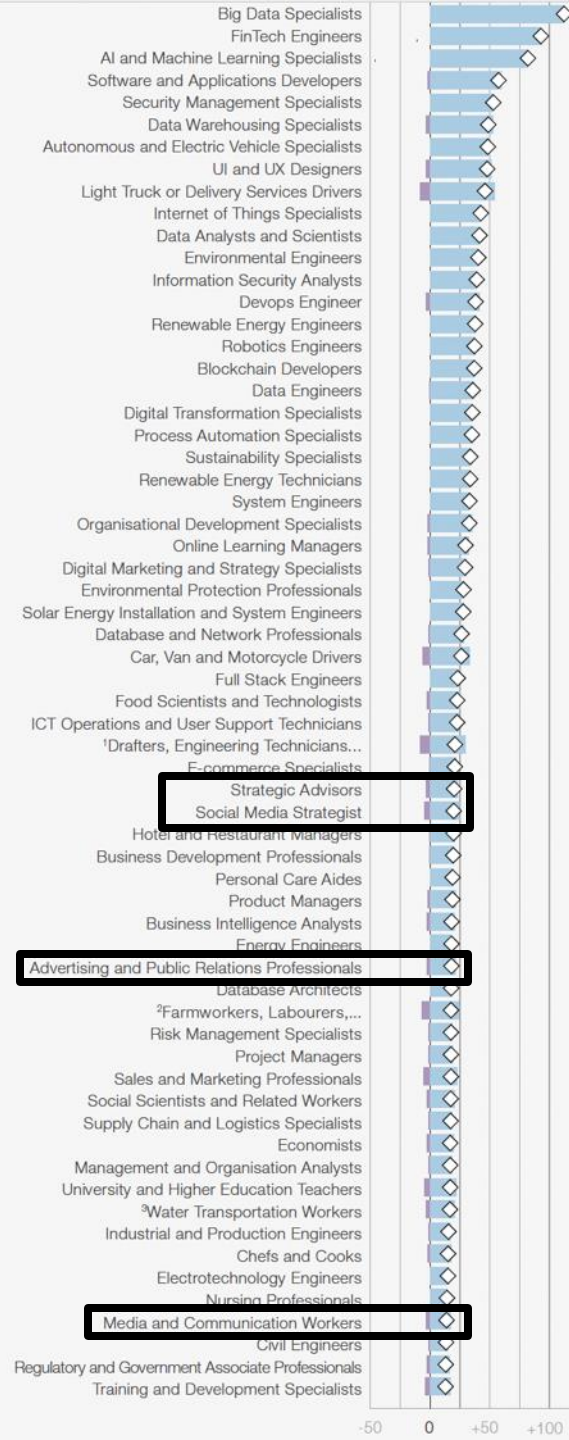 Big Data Specialists
FinTech Engineers
AI and Machine Learning Specialists
Software and Applications Developers
Security Management Specialists
Data Warehousing Specialists
Autonomous and Electric Vehicle Specialists
UI and UX Designers
Light Truck or Delivery Services Drivers
Internet of Things Specialists
Data Analysts and Scientists
Environmental Engineers
Information Security Analysts
Devops Engineer
Renewable Energy Engineers
Robotics Engineers
Blockchain Developers
Data Engineers
Digital Transformation Specialists
Process Automation Specialists
Sustainability Specialists
Renewable Energy Technicians
System Engineers
Organisational Development Specialists
Online Learning Managers
Digital Marketing and Strategy Specialists
Environmental Protection Professionals
Solar Energy Installation and System Engineers
Database and Network Professionals
Car, Van and Motorcycle Drivers
Full Stack Engineers
Food Scientists and Technologists
ICT Operations and User Support Technicians
¹Drafters, Engineering Technicians...
E-commerce Specialists
Strategic Advisors
Social Media Strategist
Hotel and Restaurant Managers
Business Development Professionals
Personal Care Aides
Product Managers
Business Intelligence Analysts
Energy Engineers
Advertising and Public Relations Professionals
Database Architects
²Farmworkers, Labourers,...
Risk Management Specialists
Project Managers
Sales and Marketing Professionals
Social Scientists and Related Workers
Supply Chain and Logistics Specialists
Economists
Management and Organisation Analysts
University and Higher Education Teachers
³Water Transportation Workers
Industrial and Production Engineers
Chefs and Cooks
Electrotechnology Engineers
Nursing Professionals
Media and Communication Workers
Civil Engineers
Regulatory and Government Associate Professionals
Training and Development Specialists
-50 0 +50 +100